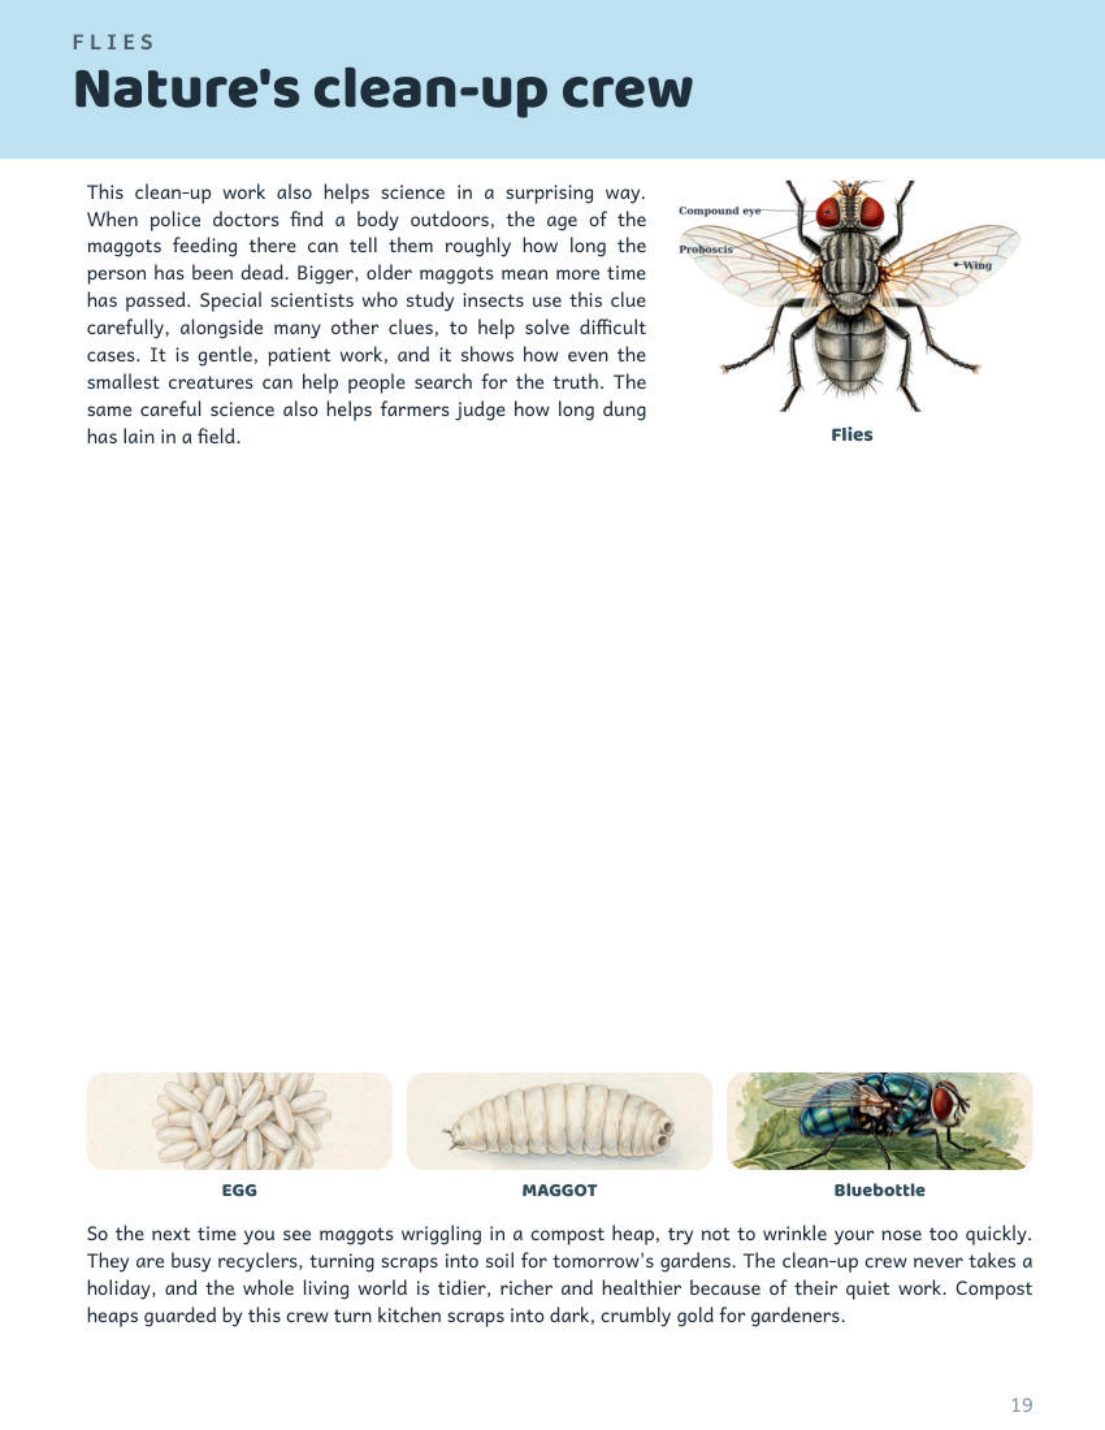 FLIES
Nature's clean-up crew
This clean-up work also helps science in a surprising way.
When police doctors find a body outdoors, the age of the
maggots feeding there can tell them roughly how long the
person has been dead. Bigger, older maggots mean more time
has passed. Special scientists who study insects use this clue
carefully, alongside many other clues, to help solve difficult
cases. It is gentle, patient work, and it shows how even the
smallest creatures can help people search for the truth. The
same careful science also helps farmers judge how long dung
has lain in a field.
Compound eye
Proboscis
Wing
Flies
EGG
MAGGOT
Bluebottle
So the next time you see maggots wriggling in a compost heap, try not to wrinkle your nose too quickly.
They are busy recyclers, turning scraps into soil for tomorrow's gardens. The clean-up crew never takes a
holiday, and the whole living world is tidier, richer and healthier because of their quiet work. Compost
heaps guarded by this crew turn kitchen scraps into dark, crumbly gold for gardeners.
19